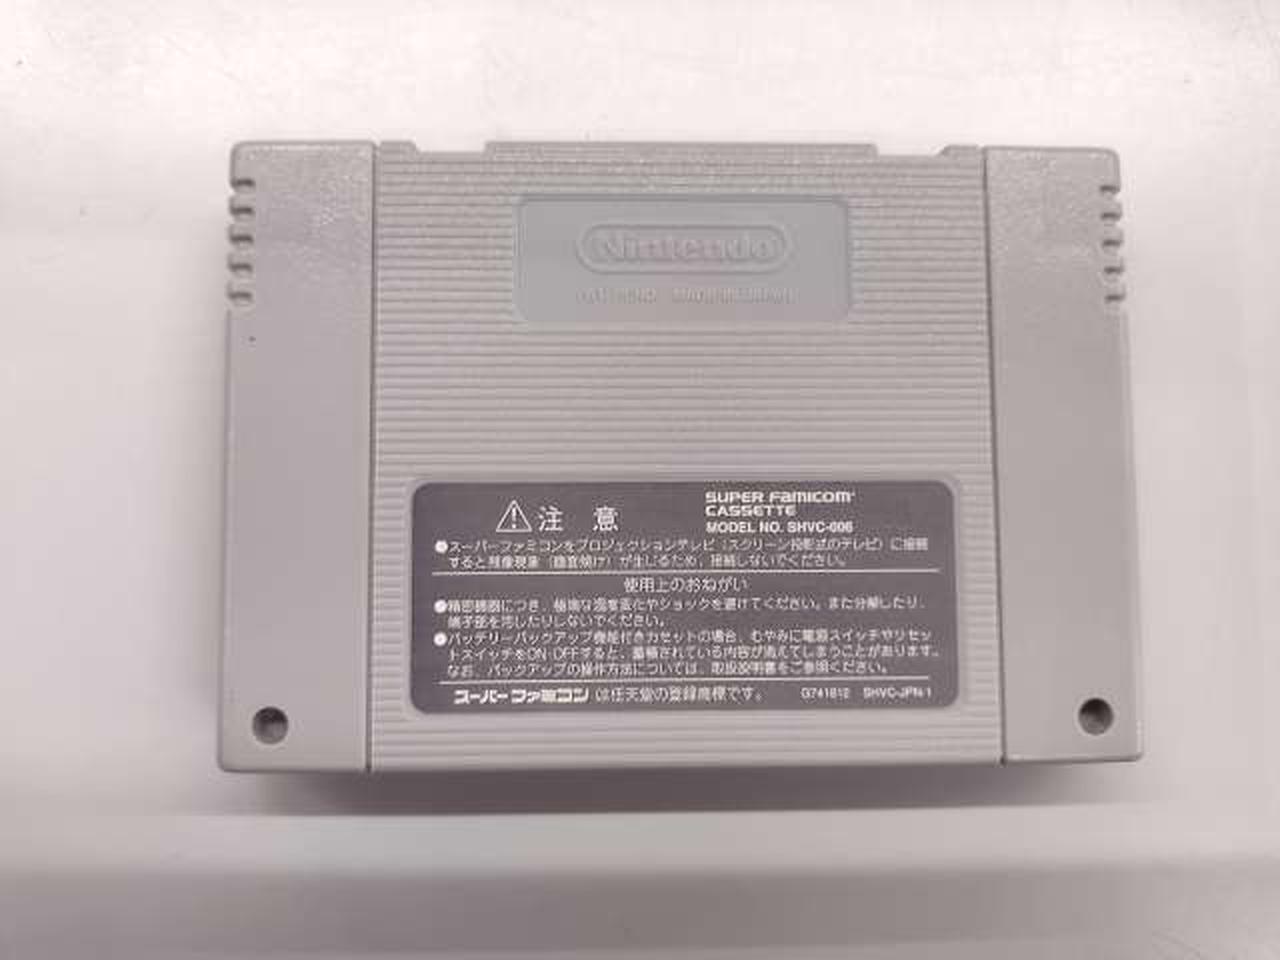 Nintendo
注 意
SUPER FAMICOM
CASSETTE
MODEL NO. SHVC-006
●スーパーファミコンをプロジェクションテレビ(スクリーン投影式のテレビ)に接続
すると残像現象(画面焼け)が生じるため、接続しないでください。
使用上のおねがい
●精密機器につき、極端な温度変化やショックを避けてください。また分解したり、
端子部を汚したりしないでください。
●バッテリーバックアップ機能付きカセットの場合、むやみに電源スイッチやリセッ
トスイッチをON・OFFすると、蓄積されている内容が消えてしまうことがあります。
なお、バックアップの操作方法については、取扱説明書をご参照ください。
スーパーファミコン は任天堂の登録商標です。
G741812 SHVC-JPN-1